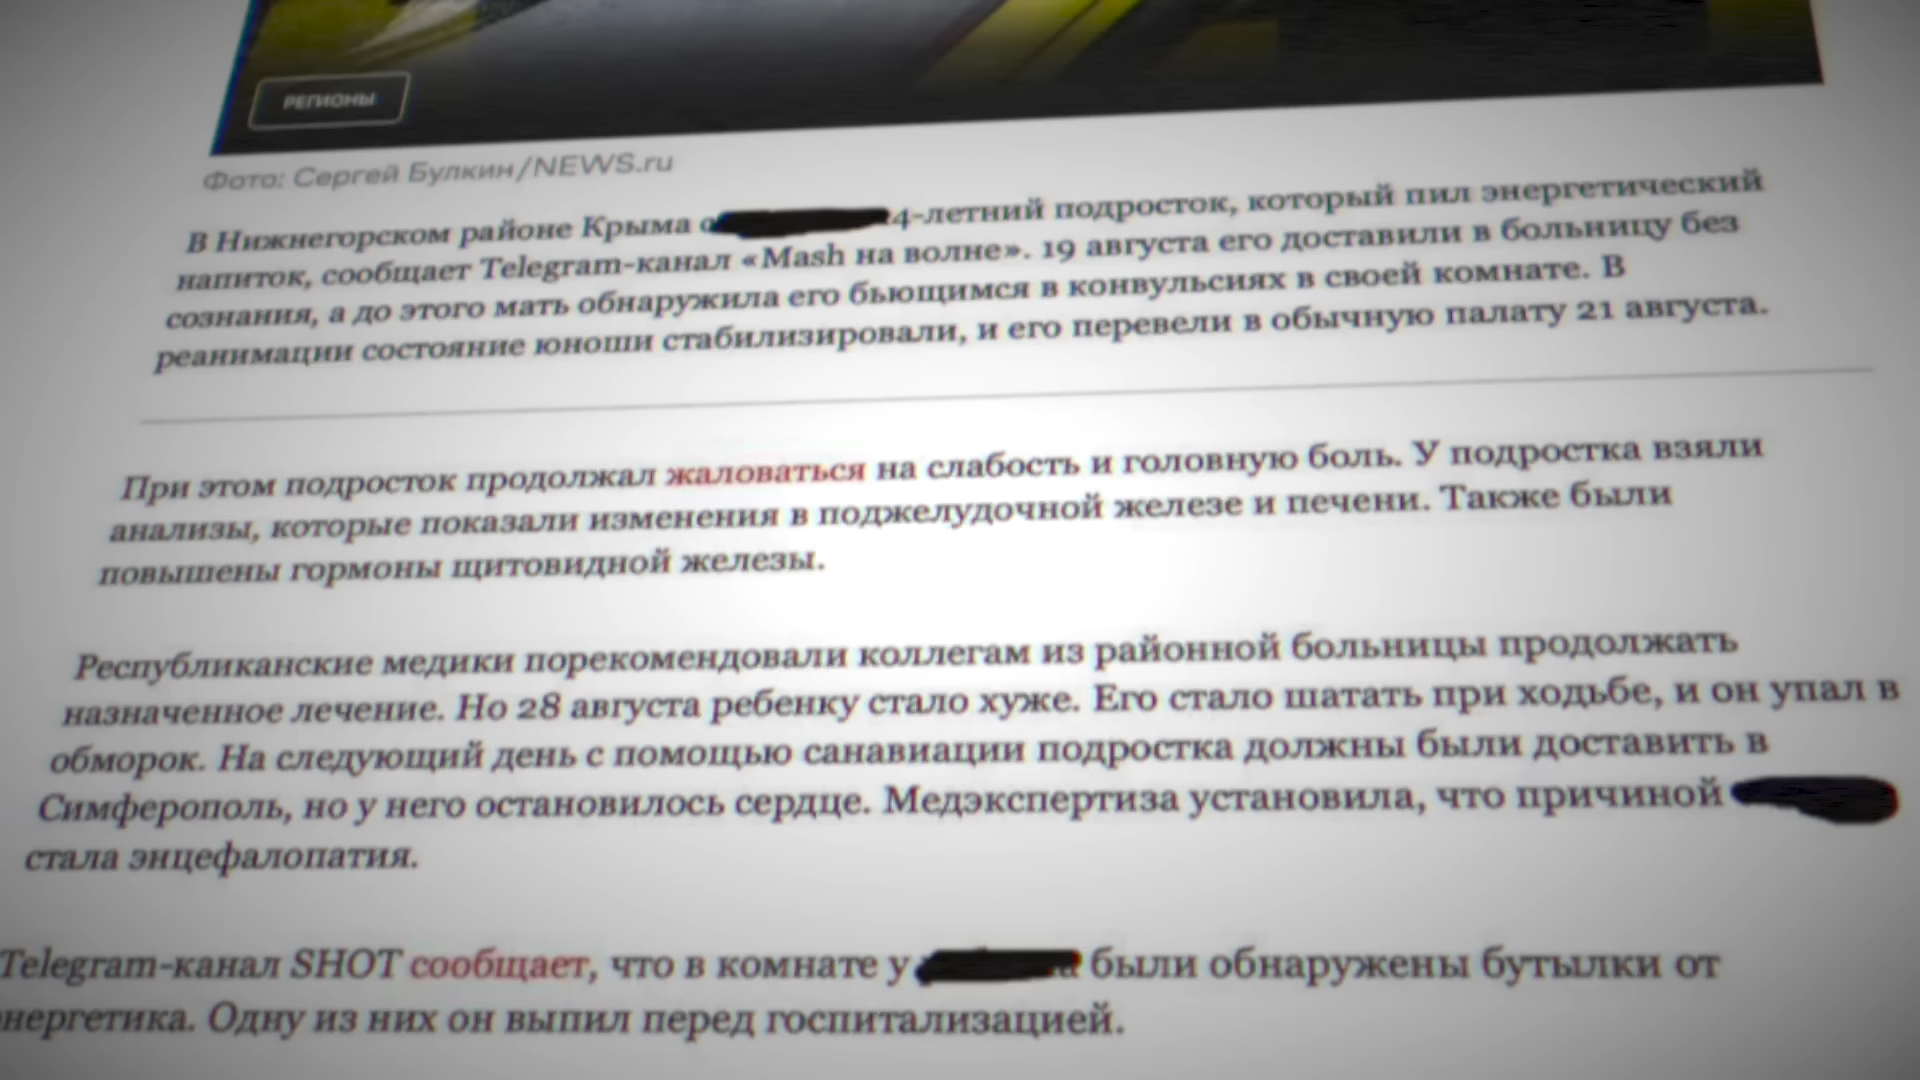 РЕГИОНЫ
Фото: Сергей Булкин/NEWS.ru
В Нижнегорском районе Крыма 4-летний подросток, который пил энергетический
напиток, сообщает Telegram-канал «Mash на волне». 19 августа его доставили в больницу без
сознания, а до этого мать обнаружила его бьющимся в конвульсиях в своей комнате. В
реанимации состояние юноши стабилизировали, и его перевели в обычную палату 21 августа.
При этом подросток продолжал жаловаться на слабость и головную боль. У подростка взяли
анализы, которые показали изменения в поджелудочной железе и печени. Также были
повышены гормоны щитовидной железы.
Республиканские медики порекомендовали коллегам из районной больницы продолжать
назначенное лечение. Но 28 августа ребенку стало хуже. Его стало шатать при ходьбе, и он упал в
обморок. На следующий день с помощью санавиации подростка должны были доставить в
Симферополь, но у него остановилось сердце. Медэкспертиза установила, что причиной
стала энцефалопатия.
Telegram-канал SHOT сообщает, что в комнате у были обнаружены бутылки от
нергетика. Одну из них он выпил перед госпитализацией.